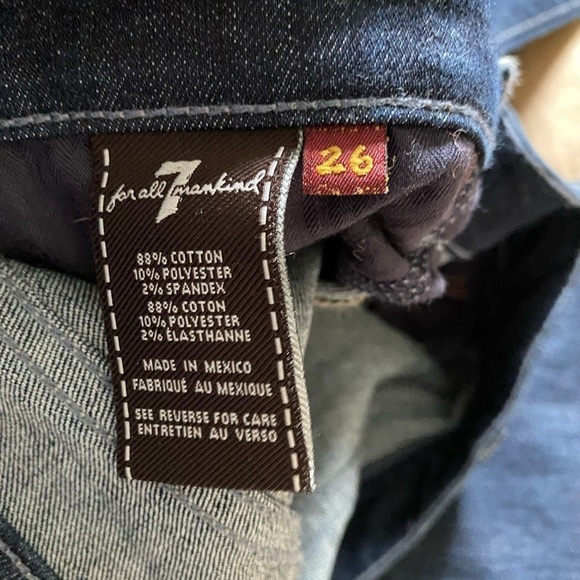 for all 7 mankind
26
88% COTTON
10% POLYESTER
2% SPANDEX
88% COTON
10% POLYESTER
2% ÉLASTHANNE
MADE IN MEXICO
FABRIQUÉ AU MEXIQUE
SEE REVERSE FOR CARE
ENTRETIEN AU VERSO